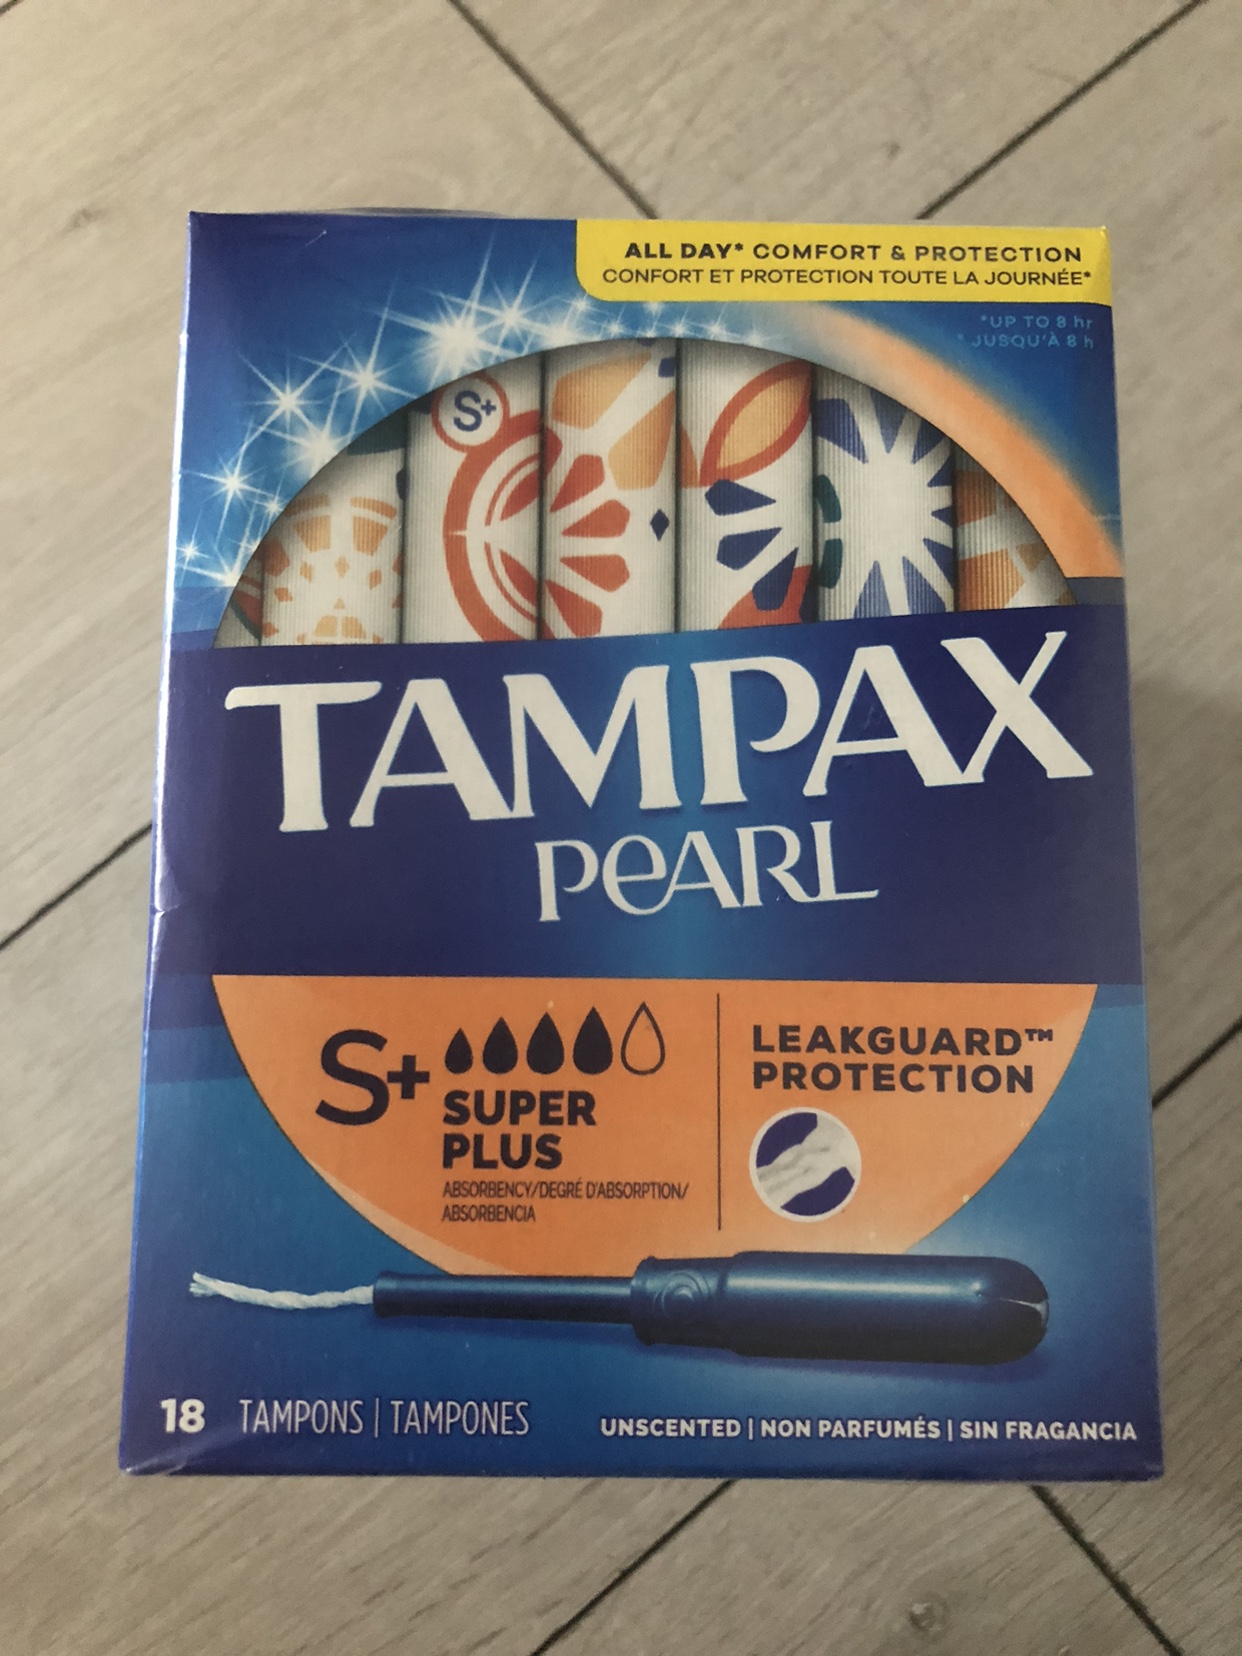 ALL DAY* COMFORT & PROTECTION
CONFORT ET PROTECTION TOUTE LA JOURNÉE*
*UP TO 8 hr
* JUSQU'À 8 h
S+
TAMPAX
PEARL
S+
SUPER
PLUS
ABSORBENCY/DEGRÉ D'ABSORPTION/
ABSORBENCIA
LEAKGUARD™
PROTECTION
18 TAMPONS | TAMPONES
UNSCENTED | NON PARFUMÉS | SIN FRAGANCIA